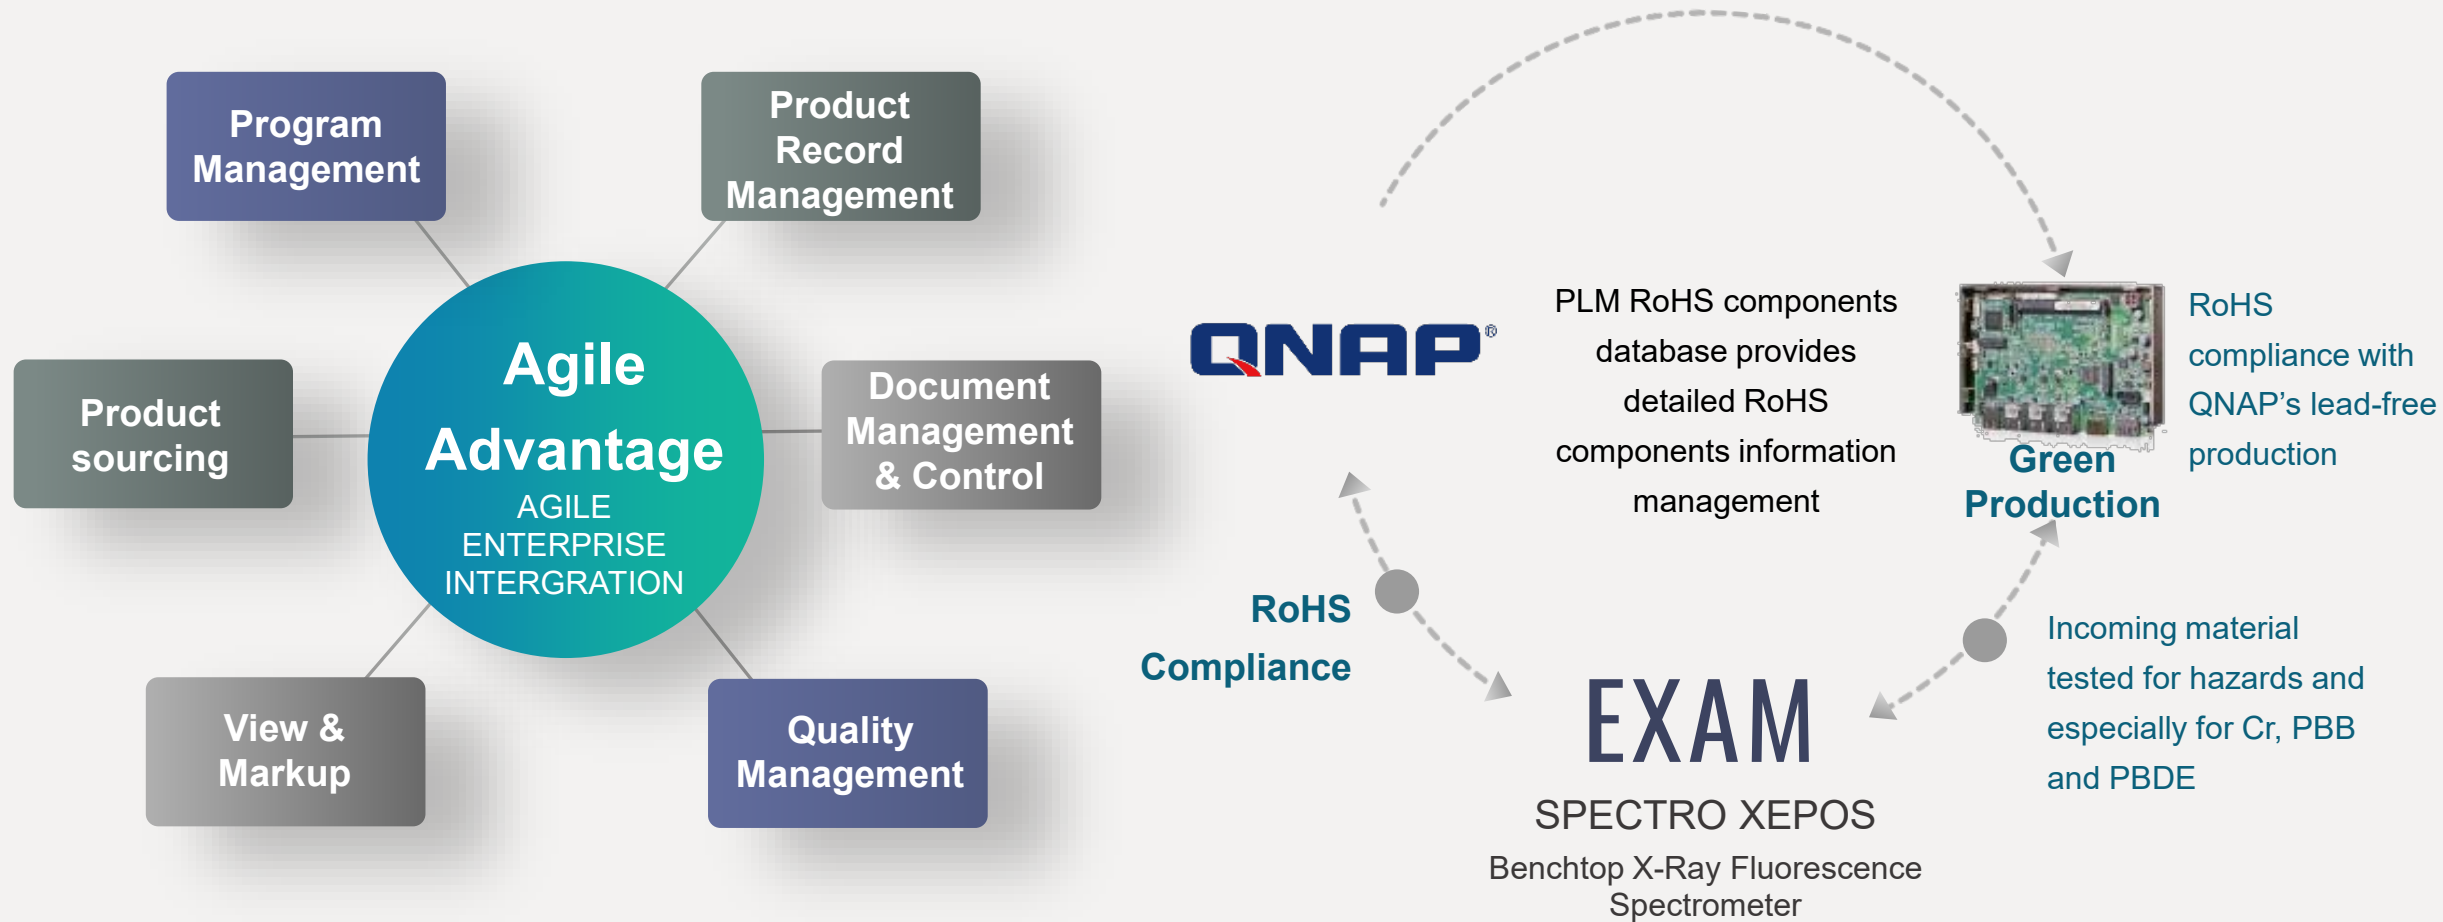 Program
Management
Product
Record
Management
Product
sourcing
Agile
Advantage
AGILE
ENTERPRISE
INTERGRATION
Document
Management
& Control
View &
Markup
Quality
Management
QNAP®
PLM RoHS components
database provides
detailed RoHS
components information
management
Green
Production
RoHS
compliance with
QNAP’s lead-free
production
RoHS
Compliance
EXAM
SPECTRO XEPOS
Benchtop X-Ray Fluorescence
Spectrometer
Incoming material
tested for hazards and
especially for Cr, PBB
and PBDE